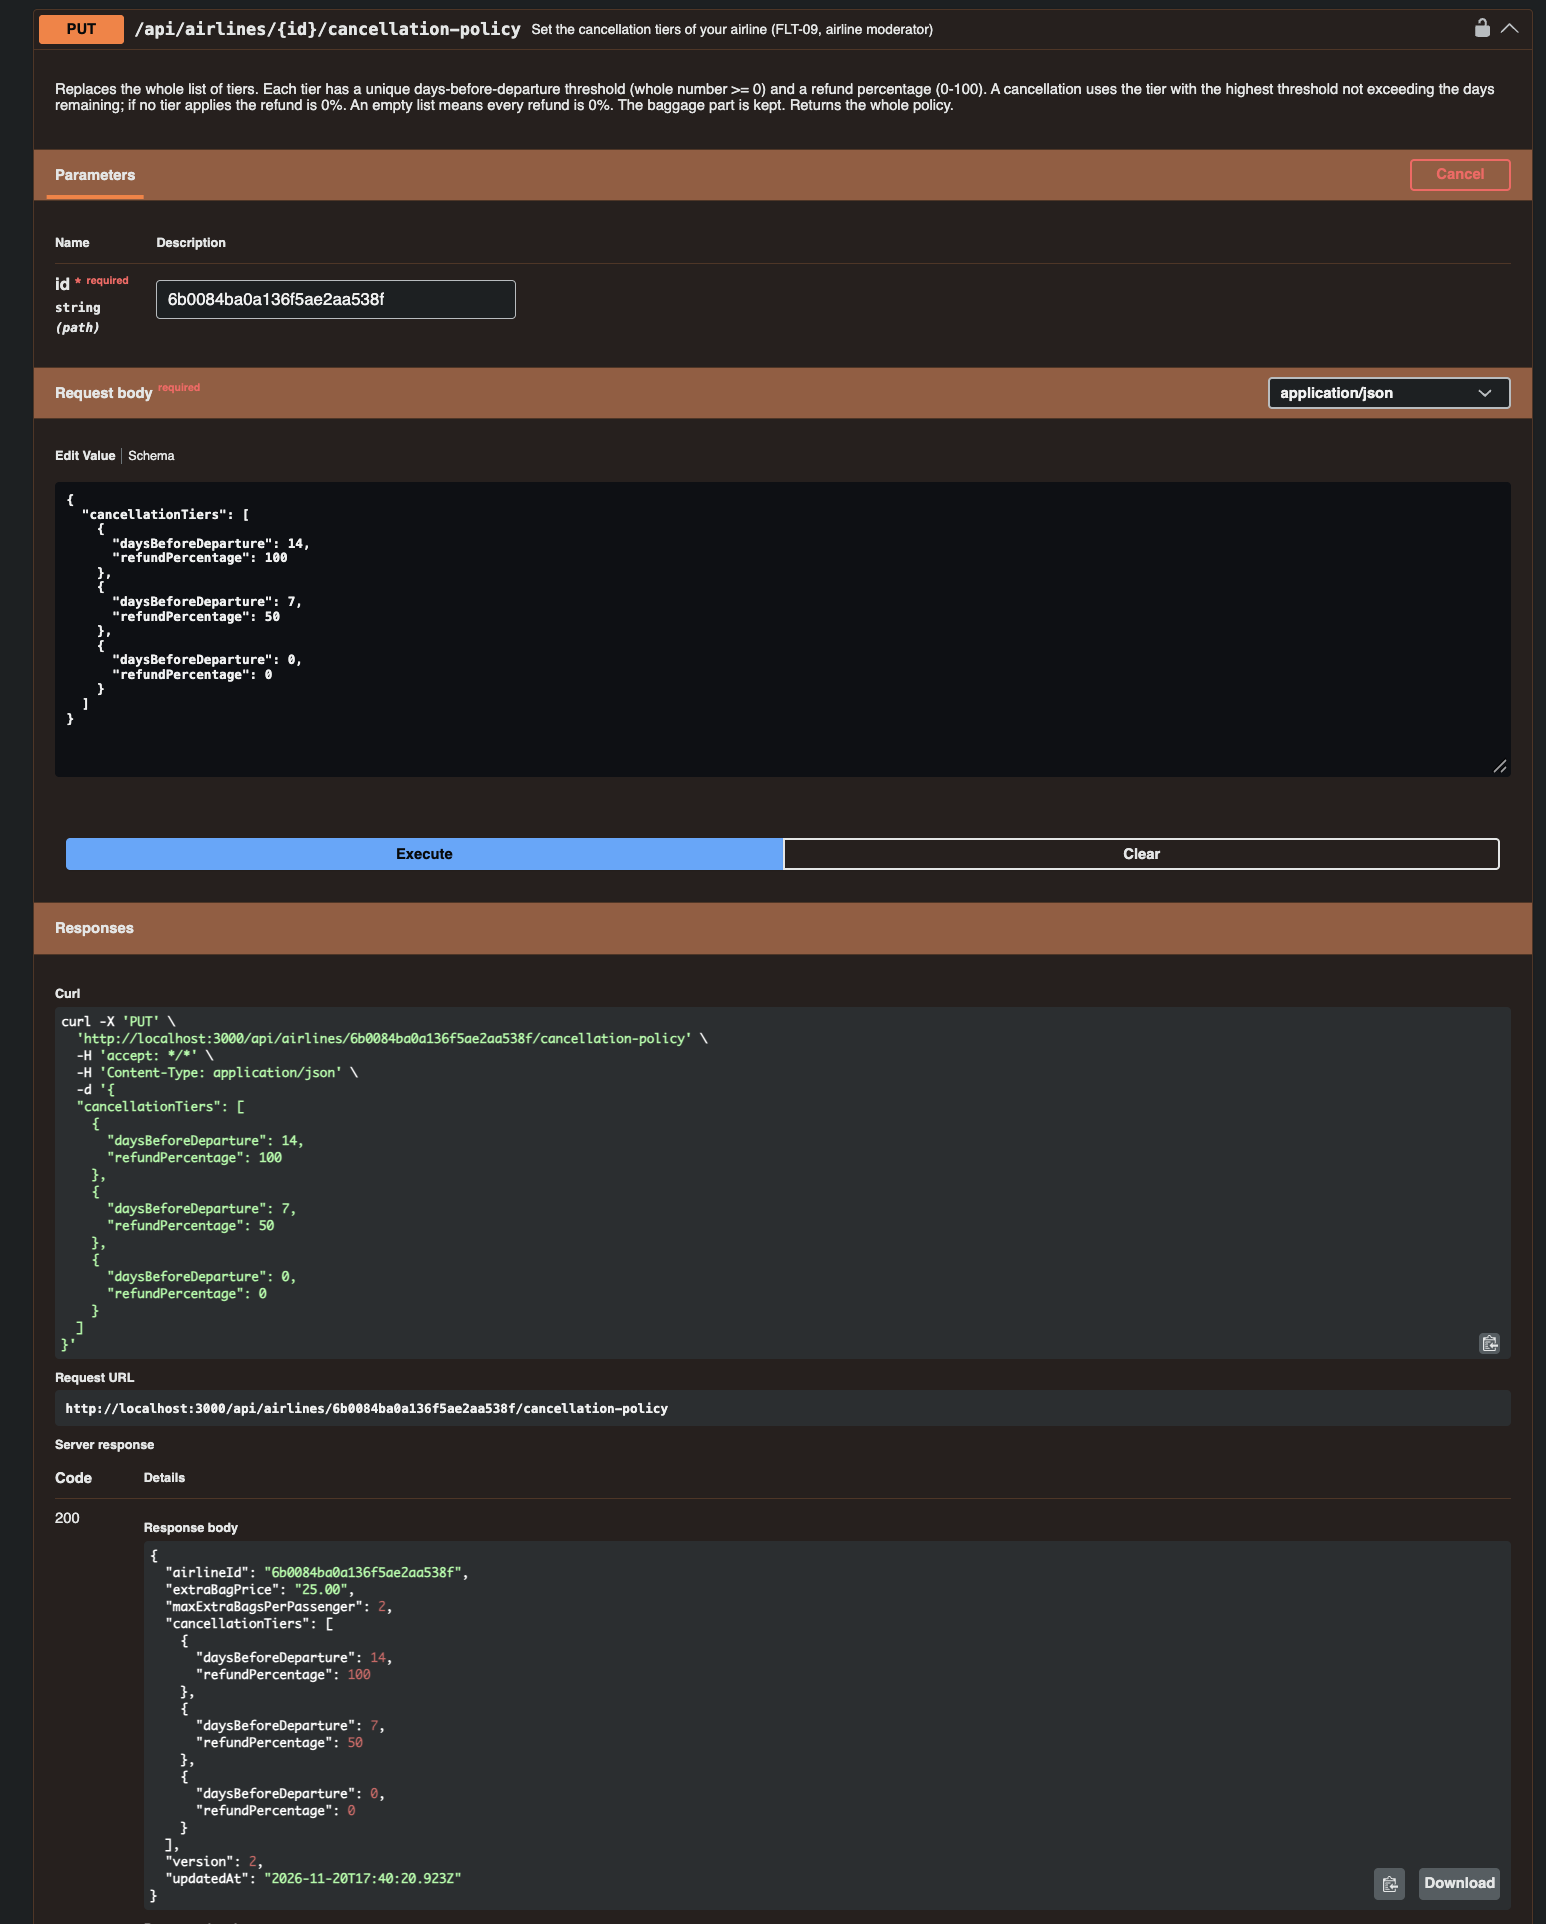 PUT /api/airlines/{id}/cancellation-policy Set the cancellation tiers of your airline (FLT-09, airline moderator)
Replaces the whole list of tiers. Each tier has a unique days-before-departure threshold (whole number >= 0) and a refund percentage (0-100). A cancellation uses the tier with the highest threshold not exceeding the days
remaining; if no tier applies the refund is 0%. An empty list means every refund is 0%. The baggage part is kept. Returns the whole policy.
Parameters
Cancel
Name Description
id * required
string
(path)
6b0084ba0a136f5ae2aa538f
Request body required
application/json
Edit Value | Schema
{
  "cancellationTiers": [
    {
      "daysBeforeDeparture": 14,
      "refundPercentage": 100
    },
    {
      "daysBeforeDeparture": 7,
      "refundPercentage": 50
    },
    {
      "daysBeforeDeparture": 0,
      "refundPercentage": 0
    }
  ]
}
Execute
Clear
Responses
Curl
curl -X 'PUT' \
  'http://localhost:3000/api/airlines/6b0084ba0a136f5ae2aa538f/cancellation-policy' \
  -H 'accept: */*' \
  -H 'Content-Type: application/json' \
  -d '{
  "cancellationTiers": [
    {
      "daysBeforeDeparture": 14,
      "refundPercentage": 100
    },
    {
      "daysBeforeDeparture": 7,
      "refundPercentage": 50
    },
    {
      "daysBeforeDeparture": 0,
      "refundPercentage": 0
    }
  ]
}'
Request URL
http://localhost:3000/api/airlines/6b0084ba0a136f5ae2aa538f/cancellation-policy
Server response
Code Details
200
Response body
{
  "airlineId": "6b0084ba0a136f5ae2aa538f",
  "extraBagPrice": "25.00",
  "maxExtraBagsPerPassenger": 2,
  "cancellationTiers": [
    {
      "daysBeforeDeparture": 14,
      "refundPercentage": 100
    },
    {
      "daysBeforeDeparture": 7,
      "refundPercentage": 50
    },
    {
      "daysBeforeDeparture": 0,
      "refundPercentage": 0
    }
  ],
  "version": 2,
  "updatedAt": "2026-11-20T17:40:20.923Z"
}
Download